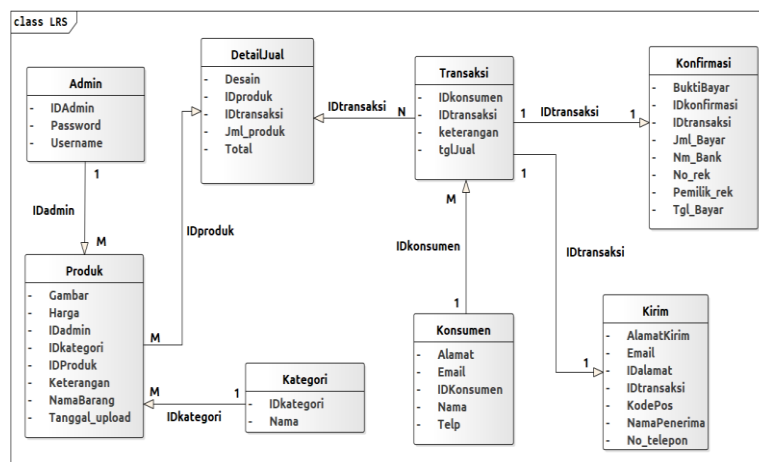 class LRS
Admin
- IDAdmin
- Password
- Username
1
IDadmin
M
Produk
- Gambar
- Harga
- IDadmin
- IDkategori
- IDProduk
- Keterangan
- NamaBarang
- Tanggal_upload
M
M
IDkategori
1
Kategori
- IDkategori
- Nama
IDproduk
DetailJual
- Desain
- IDproduk
- IDtransaksi
- Jml_produk
- Total
IDtransaksi
N
Transaksi
- IDkonsumen
- IDtransaksi
- keterangan
- tglJual
1
IDtransaksi
1
Konfirmasi
- BuktiBayar
- IDkonfirmasi
- IDtransaksi
- Jml_Bayar
- Nm_Bank
- No_rek
- Pemilik_rek
- Tgl_Bayar
M
IDkonsumen
1
Konsumen
- Alamat
- Email
- IDKonsumen
- Nama
- Telp
1
IDtransaksi
1
Kirim
- AlamatKirim
- Email
- IDalamat
- IDtransaksi
- KodePos
- NamaPenerima
- No_telepon